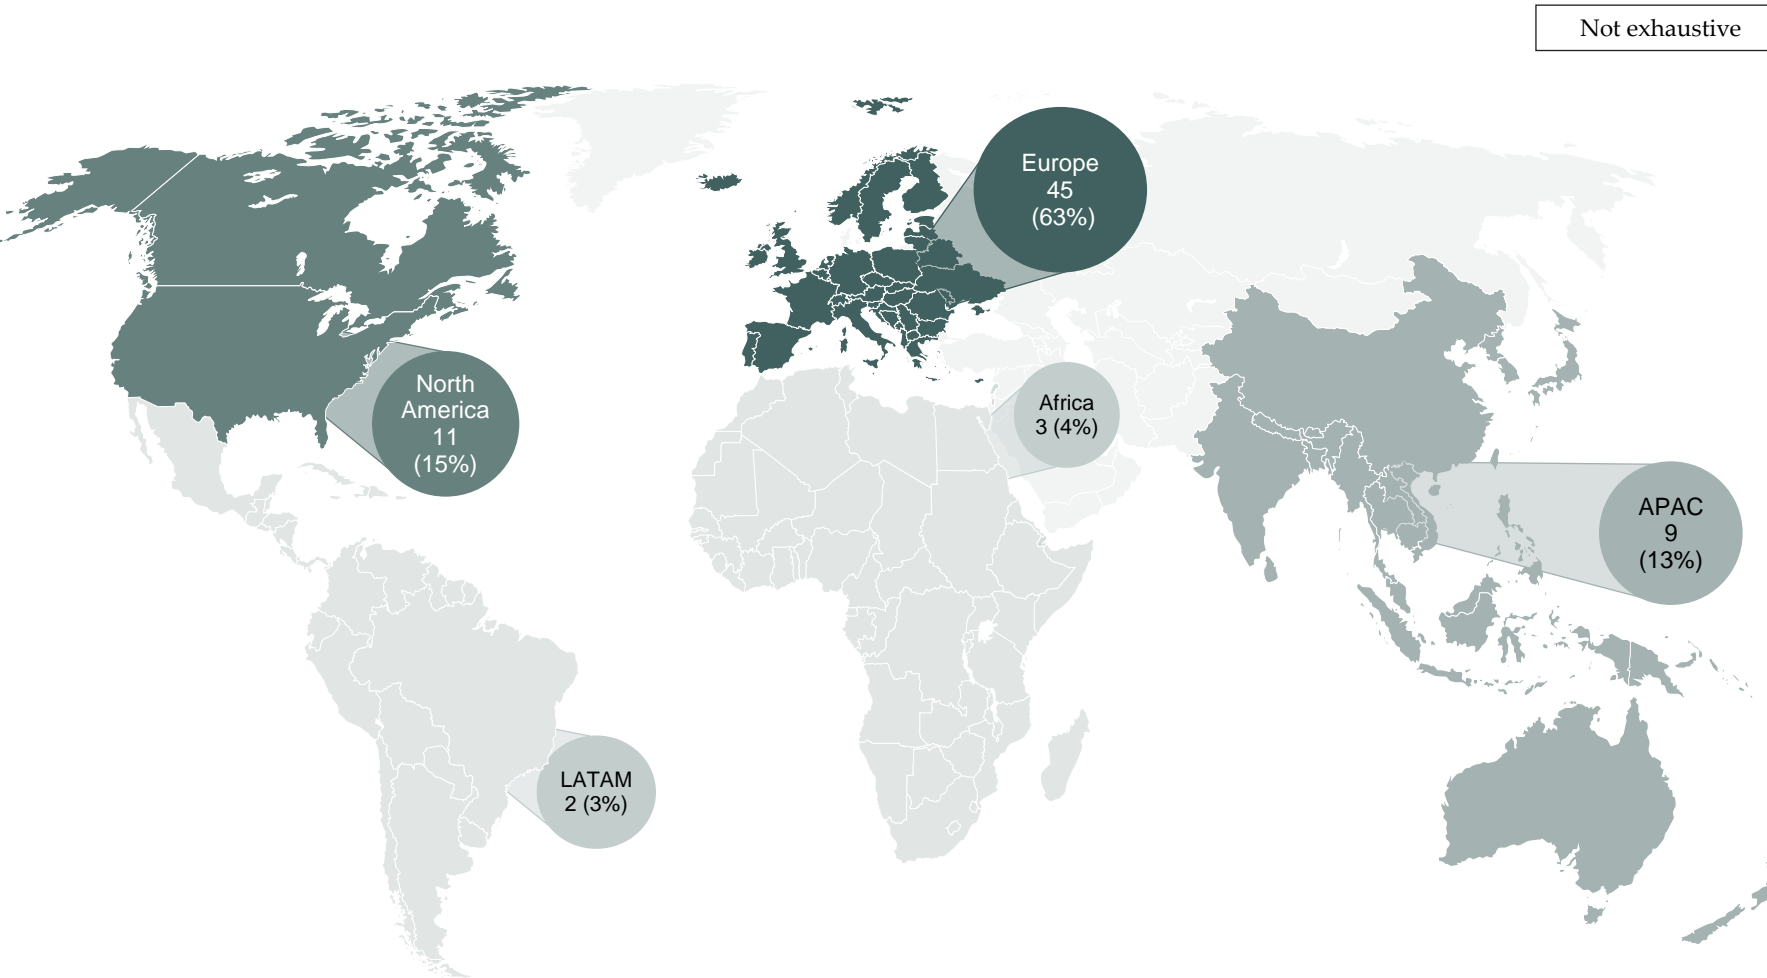 Not exhaustive
Europe
45
(63%)
North
America
11
(15%)
Africa
3 (4%)
APAC
9
(13%)
LATAM
2 (3%)